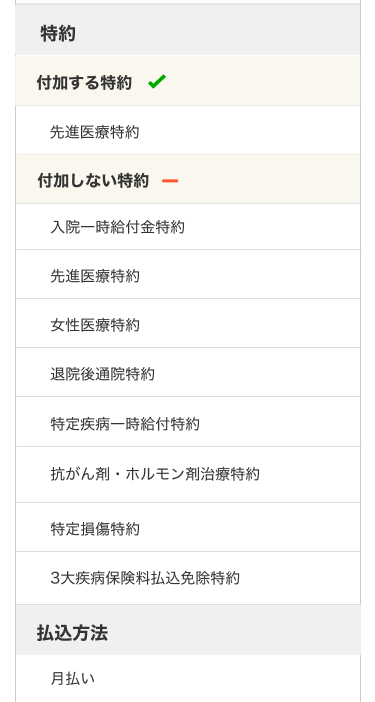 特約
付加する特約
先進医療特約
付加しない特約
入院一時給付金特約
先進医療特約
女性医療特約
退院後通院特約
特定疾病一時給付特約
抗がん剤・ホルモン剤治療特約
特定損傷特約
3大疾病保険料払込免除特約
払込方法
月払い